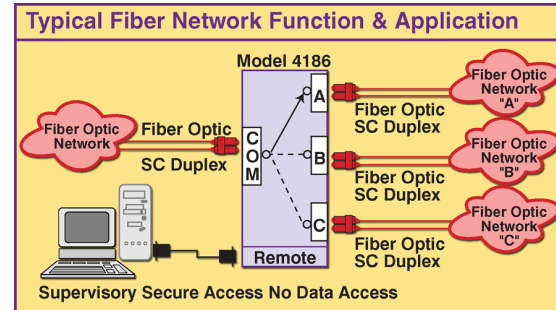 Typical Fiber Network Function & Application
Model 4186
Fiber Optic
Network
Fiber Optic
SC Duplex
COM
A
B
C
Remote
Fiber Optic
SC Duplex
Fiber Optic
Network
"A"
Fiber Optic
SC Duplex
Fiber Optic
Network
"B"
Fiber Optic
SC Duplex
Fiber Optic
Network
"C"
Supervisory Secure Access No Data Access